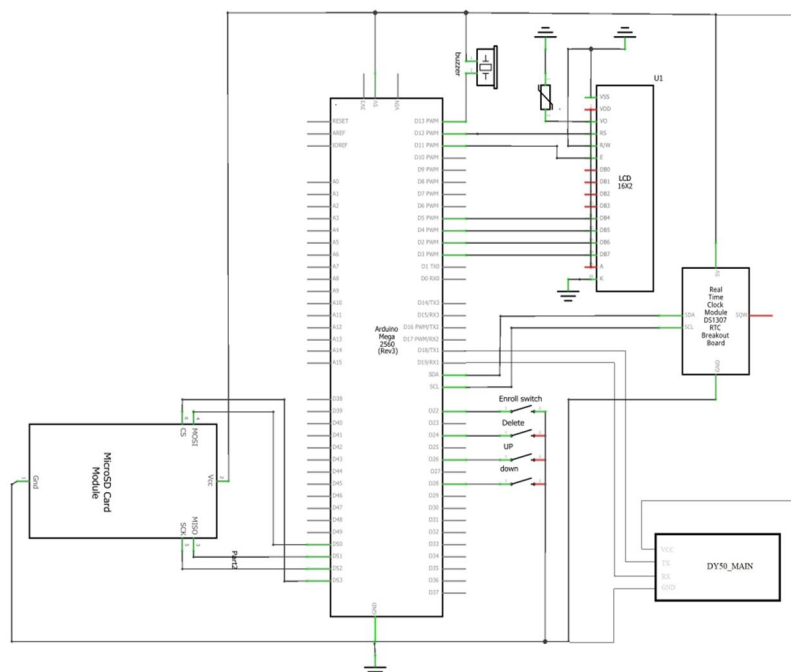 buzzer
U1
5V
VIN
RESET
AREF
IOREF
A0
A1
A2
A3
A4
A5
A6
A7
A8
A9
A10
A11
A12
A13
A14
A15
D38
D39
D40
D41
D42
D43
D44
D45
D46
D47
D48
D49
D50
D51
D52
D53
Arduino
Mega
2560
(Rev3)
D13 PWM
D12 PWM
D11 PWM
D10 PWM
D9 PWM
D8 PWM
D7 PWM
D6 PWM
D5 PWM
D4 PWM
D2 PWM
D3 PWM
D1 TX0
D0 RX0
D14/TX3
D15/RX3
D16 PWM/TX2
D17 PWM/RX2
D18/TX1
D19/RX1
SDA
SCL
D22
D23
D24
D25
D26
D27
D28
D29
D30
D31
D32
D33
D34
D35
D36
D37
GND
VSS
VDD
VO
RS
R/W
E
DB0
DB1
DB2
DB3
DB4
DB5
DB6
DB7
A
K
LCD
16X2
5V
SDA
SCL
SQW
GND
Real
Time
Clock
Module
DS1307
RTC
Breakout
Board
Enroll switch
Delete
UP
down
CS
MOSI
Gnd
MicroSD Card
Module
Vcc
SCK
MISO
Part2
VCC
TX
RX
GND
DY50_MAIN